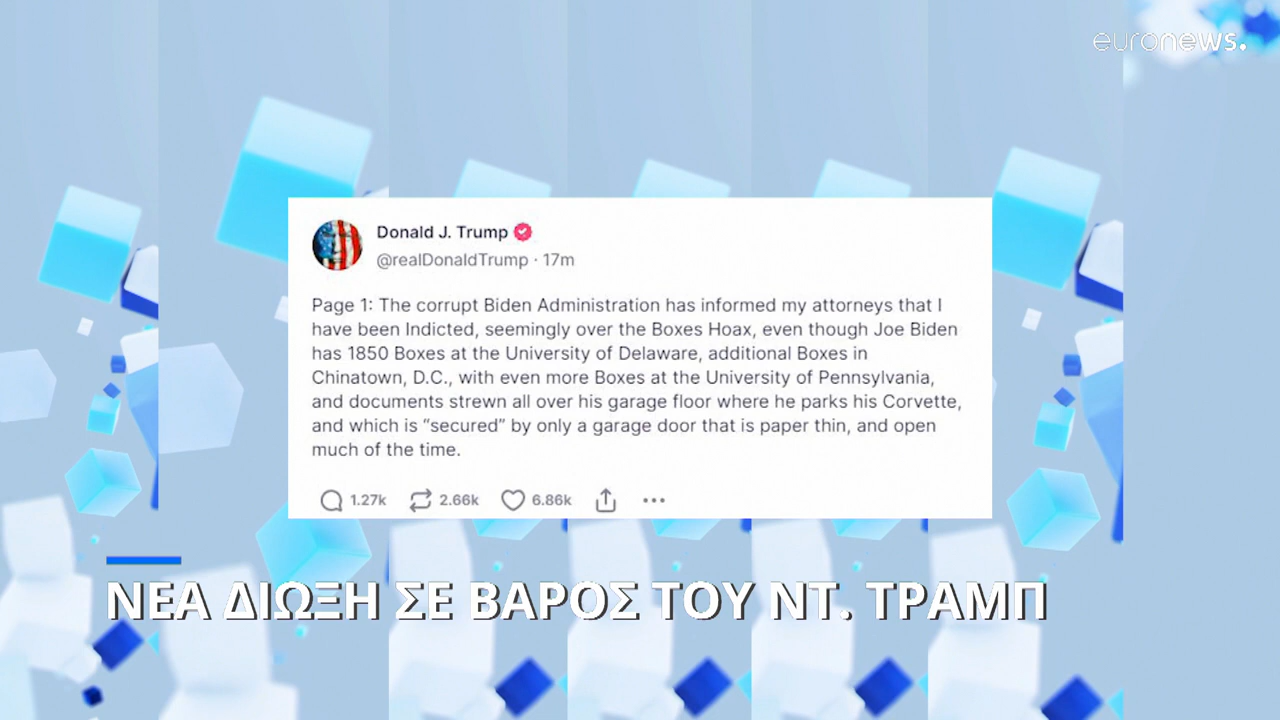 euronews.
Donald J. Trump
@realDonaldTrump · 17m
Page 1: The corrupt Biden Administration has informed my attorneys that I
have been Indicted, seemingly over the Boxes Hoax, even though Joe Biden
has 1850 Boxes at the University of Delaware, additional Boxes in
Chinatown, D.C., with even more Boxes at the University of Pennsylvania,
and documents strewn all over his garage floor where he parks his Corvette,
and which is “secured” by only a garage door that is paper thin, and open
much of the time.
1.27k 2.66k 6.86k
ΝΕΑ ΔΙΩΞΗ ΣΕ ΒΑΡΟΣ ΤΟΥ ΝΤ. ΤΡΑΜΠ